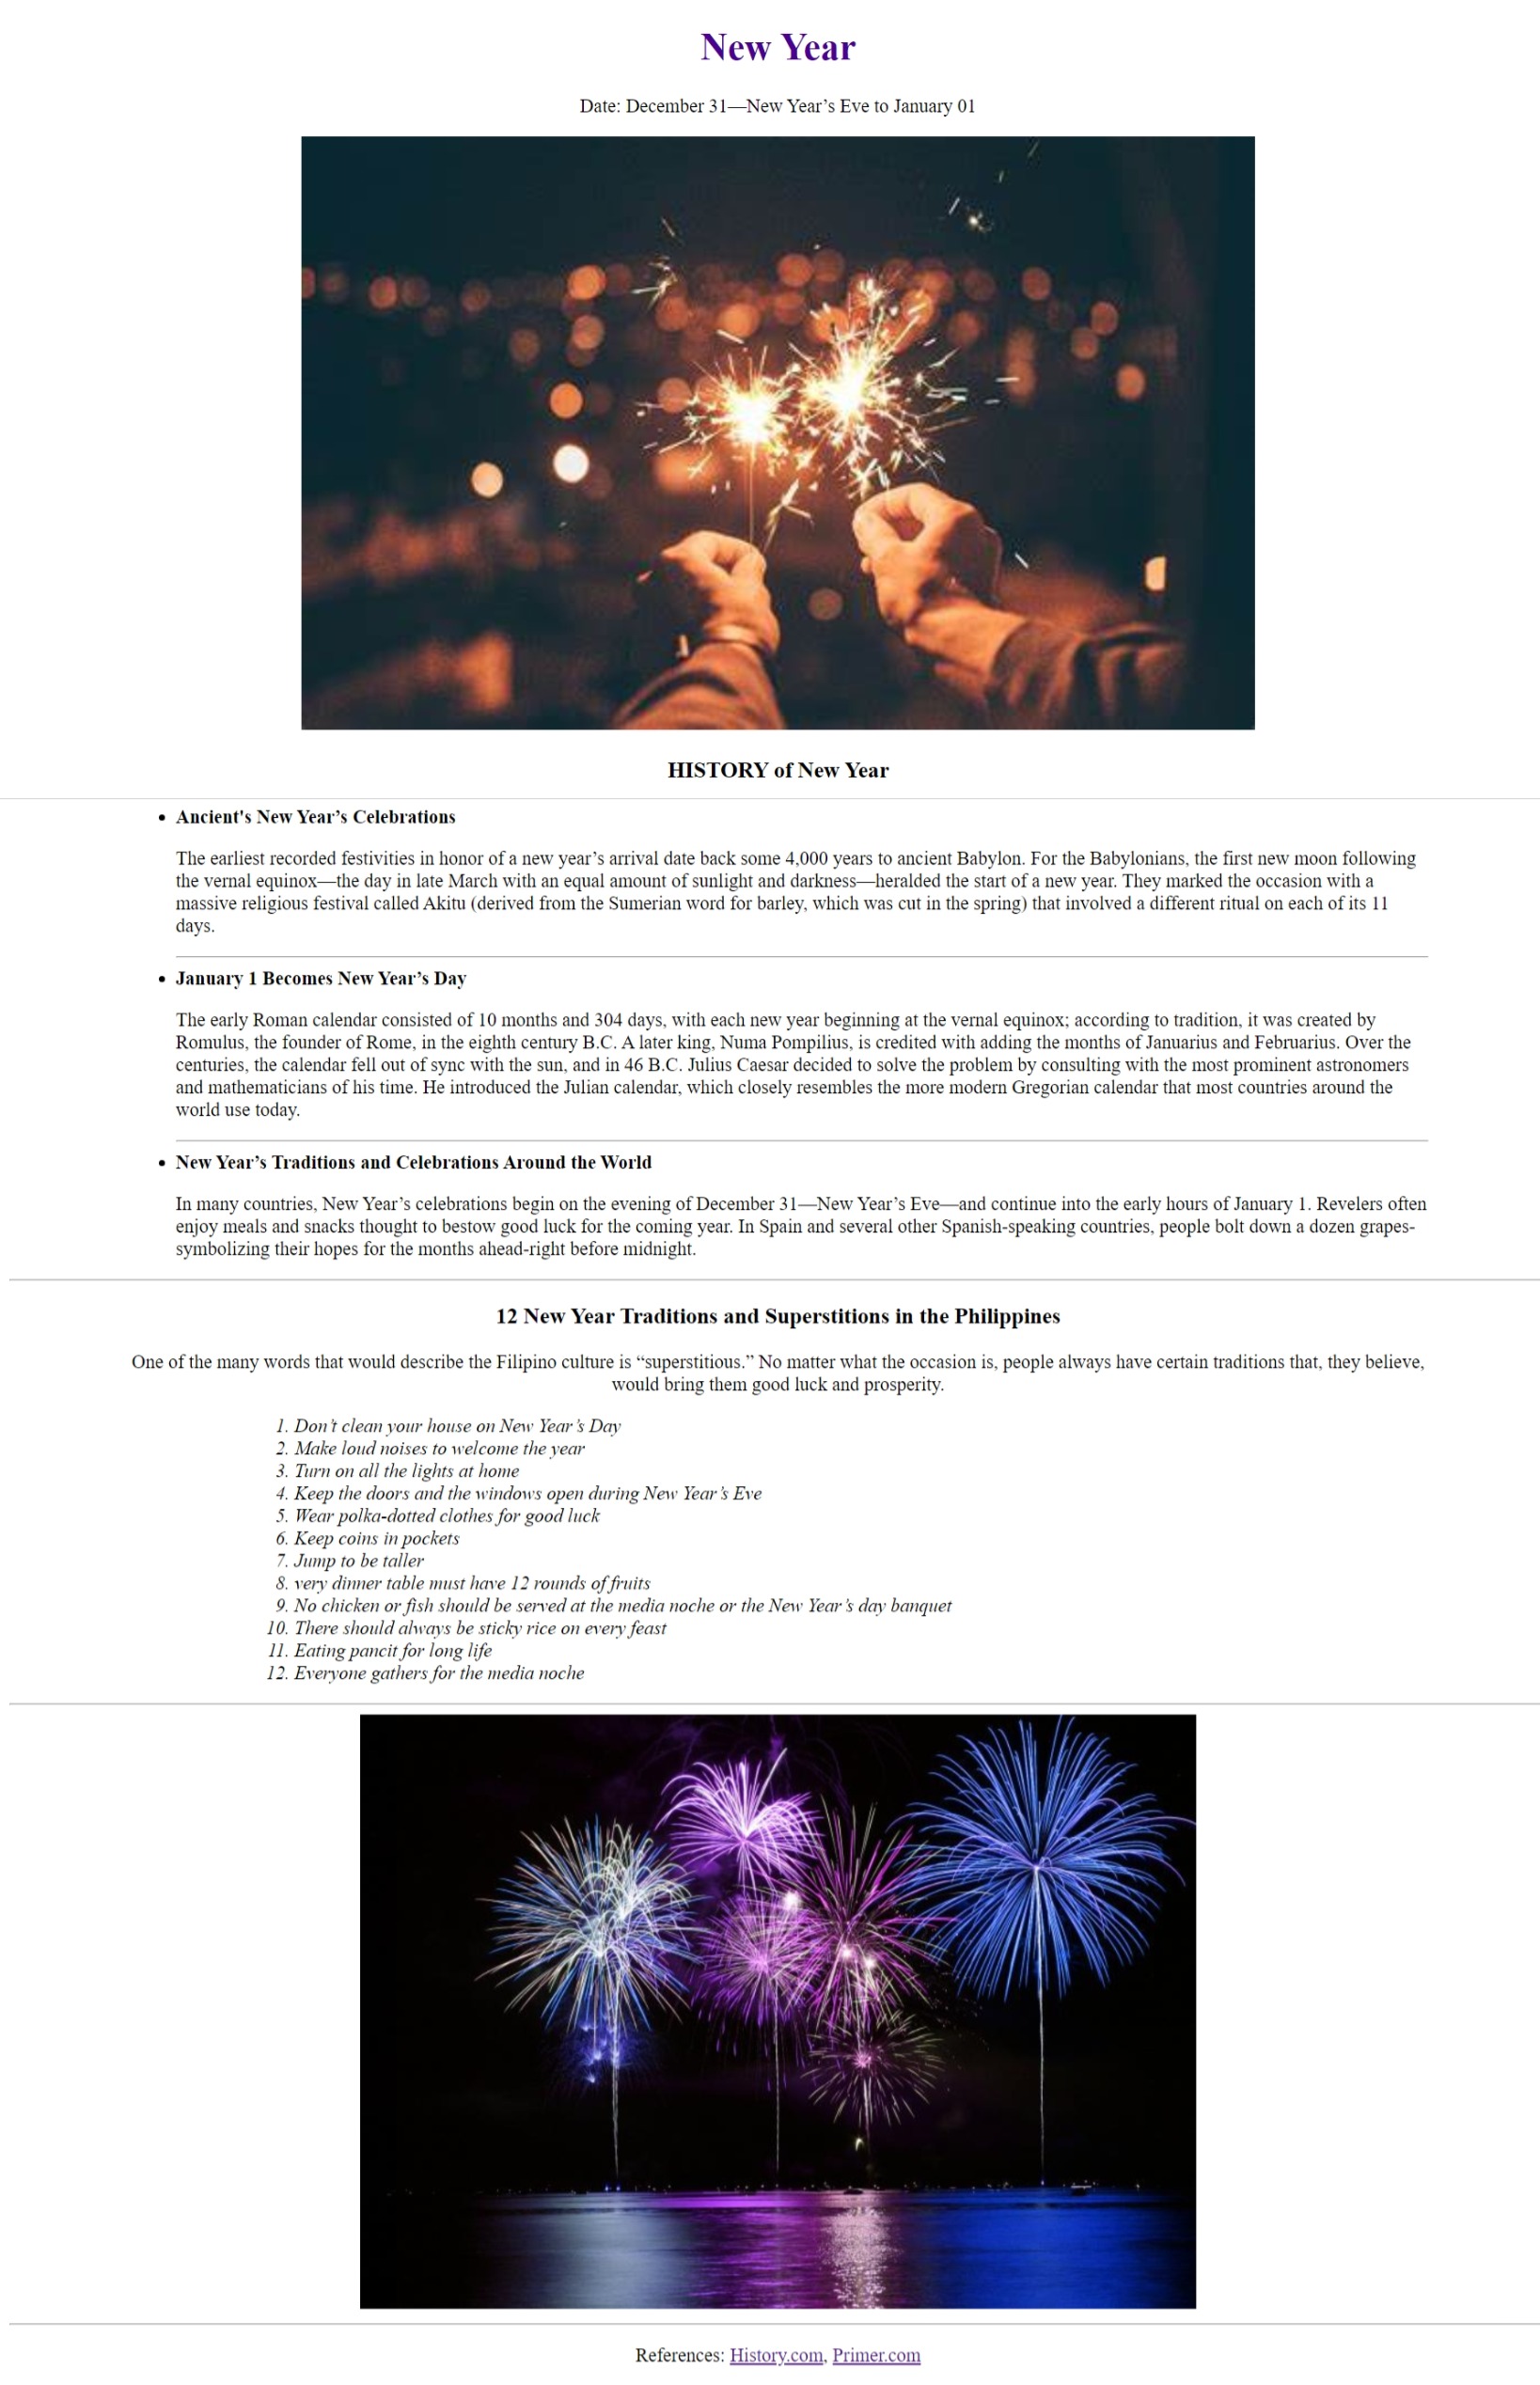 New Year
Date: December 31—New Year’s Eve to January 01
HISTORY of New Year
• Ancient's New Year’s Celebrations
The earliest recorded festivities in honor of a new year’s arrival date back some 4,000 years to ancient Babylon. For the Babylonians, the first new moon following
the vernal equinox—the day in late March with an equal amount of sunlight and darkness—heralded the start of a new year. They marked the occasion with a
massive religious festival called Akitu (derived from the Sumerian word for barley, which was cut in the spring) that involved a different ritual on each of its 11
days.
• January 1 Becomes New Year’s Day
The early Roman calendar consisted of 10 months and 304 days, with each new year beginning at the vernal equinox; according to tradition, it was created by
Romulus, the founder of Rome, in the eighth century B.C. A later king, Numa Pompilius, is credited with adding the months of Januarius and Februarius. Over the
centuries, the calendar fell out of sync with the sun, and in 46 B.C. Julius Caesar decided to solve the problem by consulting with the most prominent astronomers
and mathematicians of his time. He introduced the Julian calendar, which closely resembles the more modern Gregorian calendar that most countries around the
world use today.
• New Year’s Traditions and Celebrations Around the World
In many countries, New Year’s celebrations begin on the evening of December 31—New Year’s Eve—and continue into the early hours of January 1. Revelers often
enjoy meals and snacks thought to bestow good luck for the coming year. In Spain and several other Spanish-speaking countries, people bolt down a dozen grapes-
symbolizing their hopes for the months ahead-right before midnight.
12 New Year Traditions and Superstitions in the Philippines
One of the many words that would describe the Filipino culture is “superstitious.” No matter what the occasion is, people always have certain traditions that, they believe,
would bring them good luck and prosperity.
1. Don’t clean your house on New Year’s Day
2. Make loud noises to welcome the year
3. Turn on all the lights at home
4. Keep the doors and the windows open during New Year’s Eve
5. Wear polka-dotted clothes for good luck
6. Keep coins in pockets
7. Jump to be taller
8. very dinner table must have 12 rounds of fruits
9. No chicken or fish should be served at the media noche or the New Year’s day banquet
10. There should always be sticky rice on every feast
11. Eating pancit for long life
12. Everyone gathers for the media noche
References: History.com, Primer.com